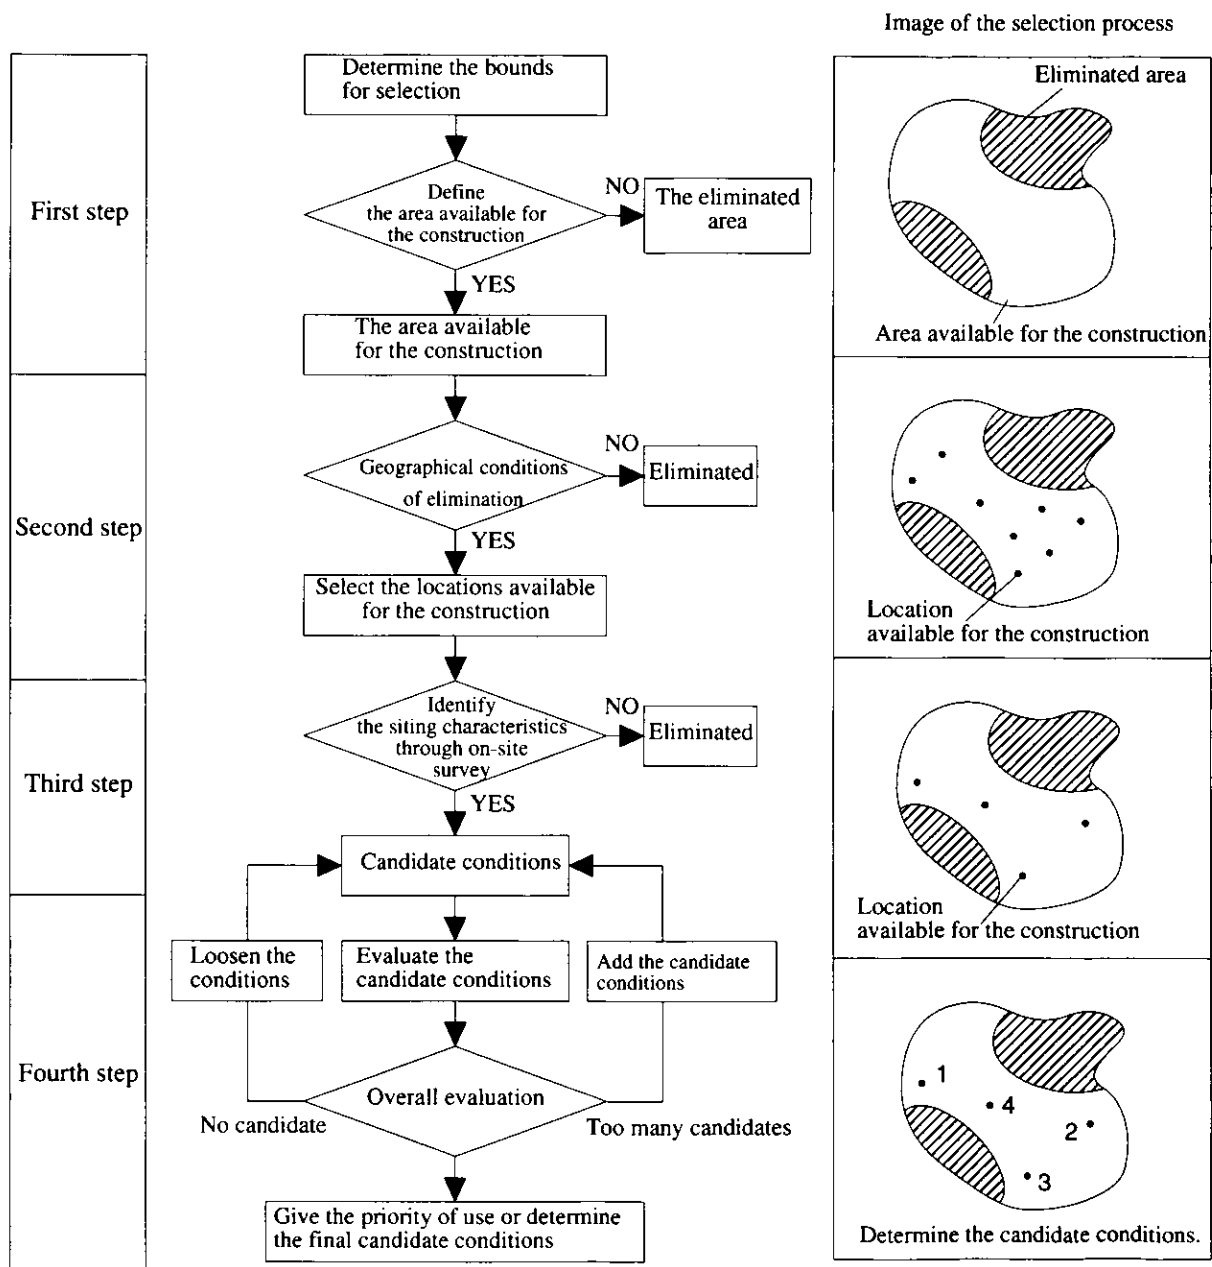 Image of the selection process
First step
Determine the bounds
for selection
Define
the area available for
the construction
NO
The eliminated
area
YES
The area available
for the construction
Eliminated area
Area available for the construction
Second step
Geographical conditions
of elimination
NO
Eliminated
YES
Select the locations available
for the construction
Location
available for the construction
Third step
Identify
the siting characteristics
through on-site
survey
NO
Eliminated
YES
Candidate conditions
Location
available for the construction
Fourth step
Loosen the
conditions
Evaluate the
candidate conditions
Add the candidate
conditions
Overall evaluation
No candidate
Too many candidates
Give the priority of use or determine
the final candidate conditions
1
4
2
3
Determine the candidate conditions.